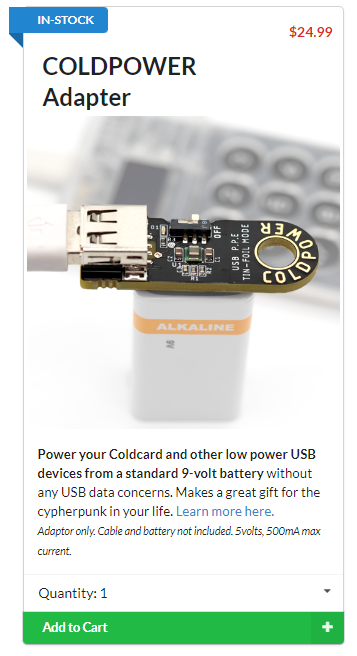 IN-STOCK
$24.99
COLDPOWER
Adapter
OFF
USB P.P.E
TIN-FOIL MODE
COLDPOWER
ALKALINE
Power your Coldcard and other low power USB
devices from a standard 9-volt battery without
any USB data concerns. Makes a great gift for the
cypherpunk in your life. Learn more here.
Adaptor only. Cable and battery not included. 5volts, 500mA max
current.
Quantity: 1
Add to Cart